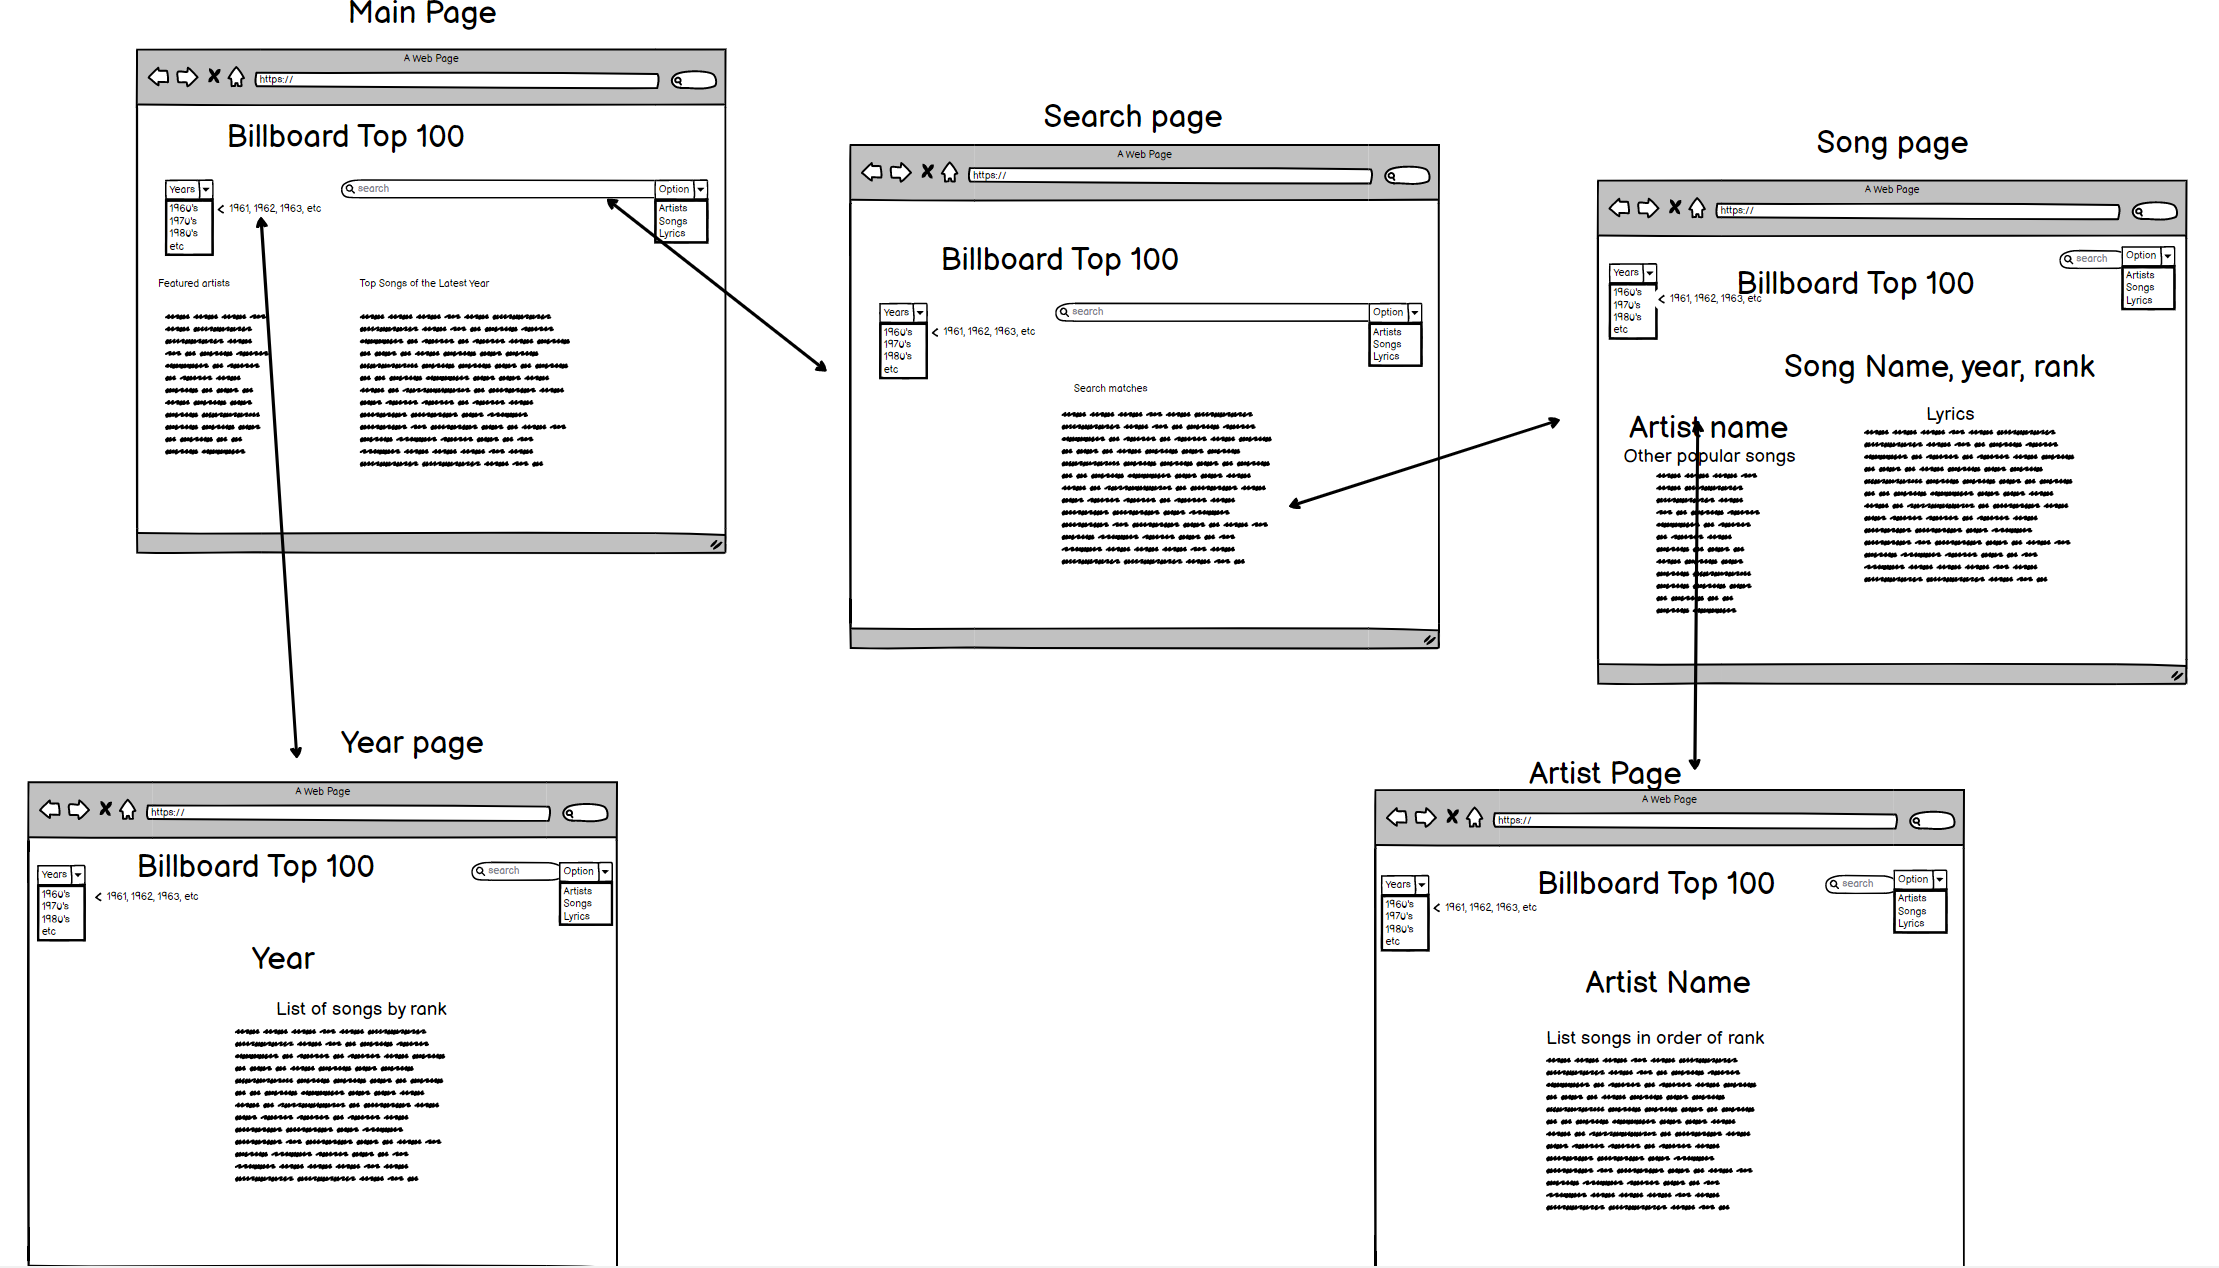 Main Page
A Web Page
https://
Billboard Top 100
Years
1960's
1970's
1980's
etc
< 1961, 1962, 1963, etc
search
Option
Artists
Songs
Lyrics
Featured artists
Top Songs of the Latest Year
Search page
A Web Page
https://
Billboard Top 100
Years
1960's
1970's
1980's
etc
< 1961, 1962, 1963, etc
search
Option
Artists
Songs
Lyrics
Search matches
Song page
A Web Page
https://
Years
1960's
1970's
1980's
etc
< 1961, 1962, 1963, etc
Billboard Top 100
search
Option
Artists
Songs
Lyrics
Song Name, year, rank
Artist name
Other popular songs
Lyrics
Year page
A Web Page
https://
Years
1960's
1970's
1980's
etc
< 1961, 1962, 1963, etc
Billboard Top 100
search
Option
Artists
Songs
Lyrics
Year
List of songs by rank
Artist Page
A Web Page
https://
Years
1960's
1970's
1980's
etc
< 1961, 1962, 1963, etc
Billboard Top 100
search
Option
Artists
Songs
Lyrics
Artist Name
List songs in order of rank